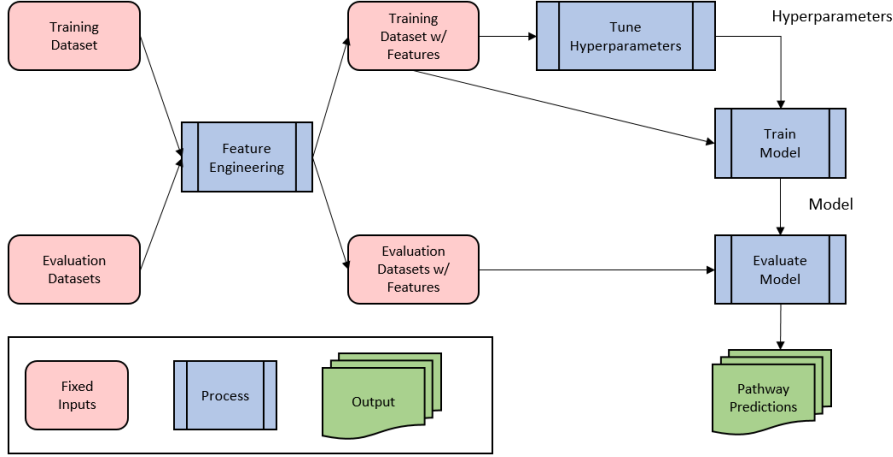 Training
Dataset
Training
Dataset w/
Features
Tune
Hyperparameters
Hyperparameters
Feature
Engineering
Train
Model
Model
Evaluation
Datasets
Evaluation
Datasets w/
Features
Evaluate
Model
Fixed
Inputs
Process
Output
Pathway
Predictions